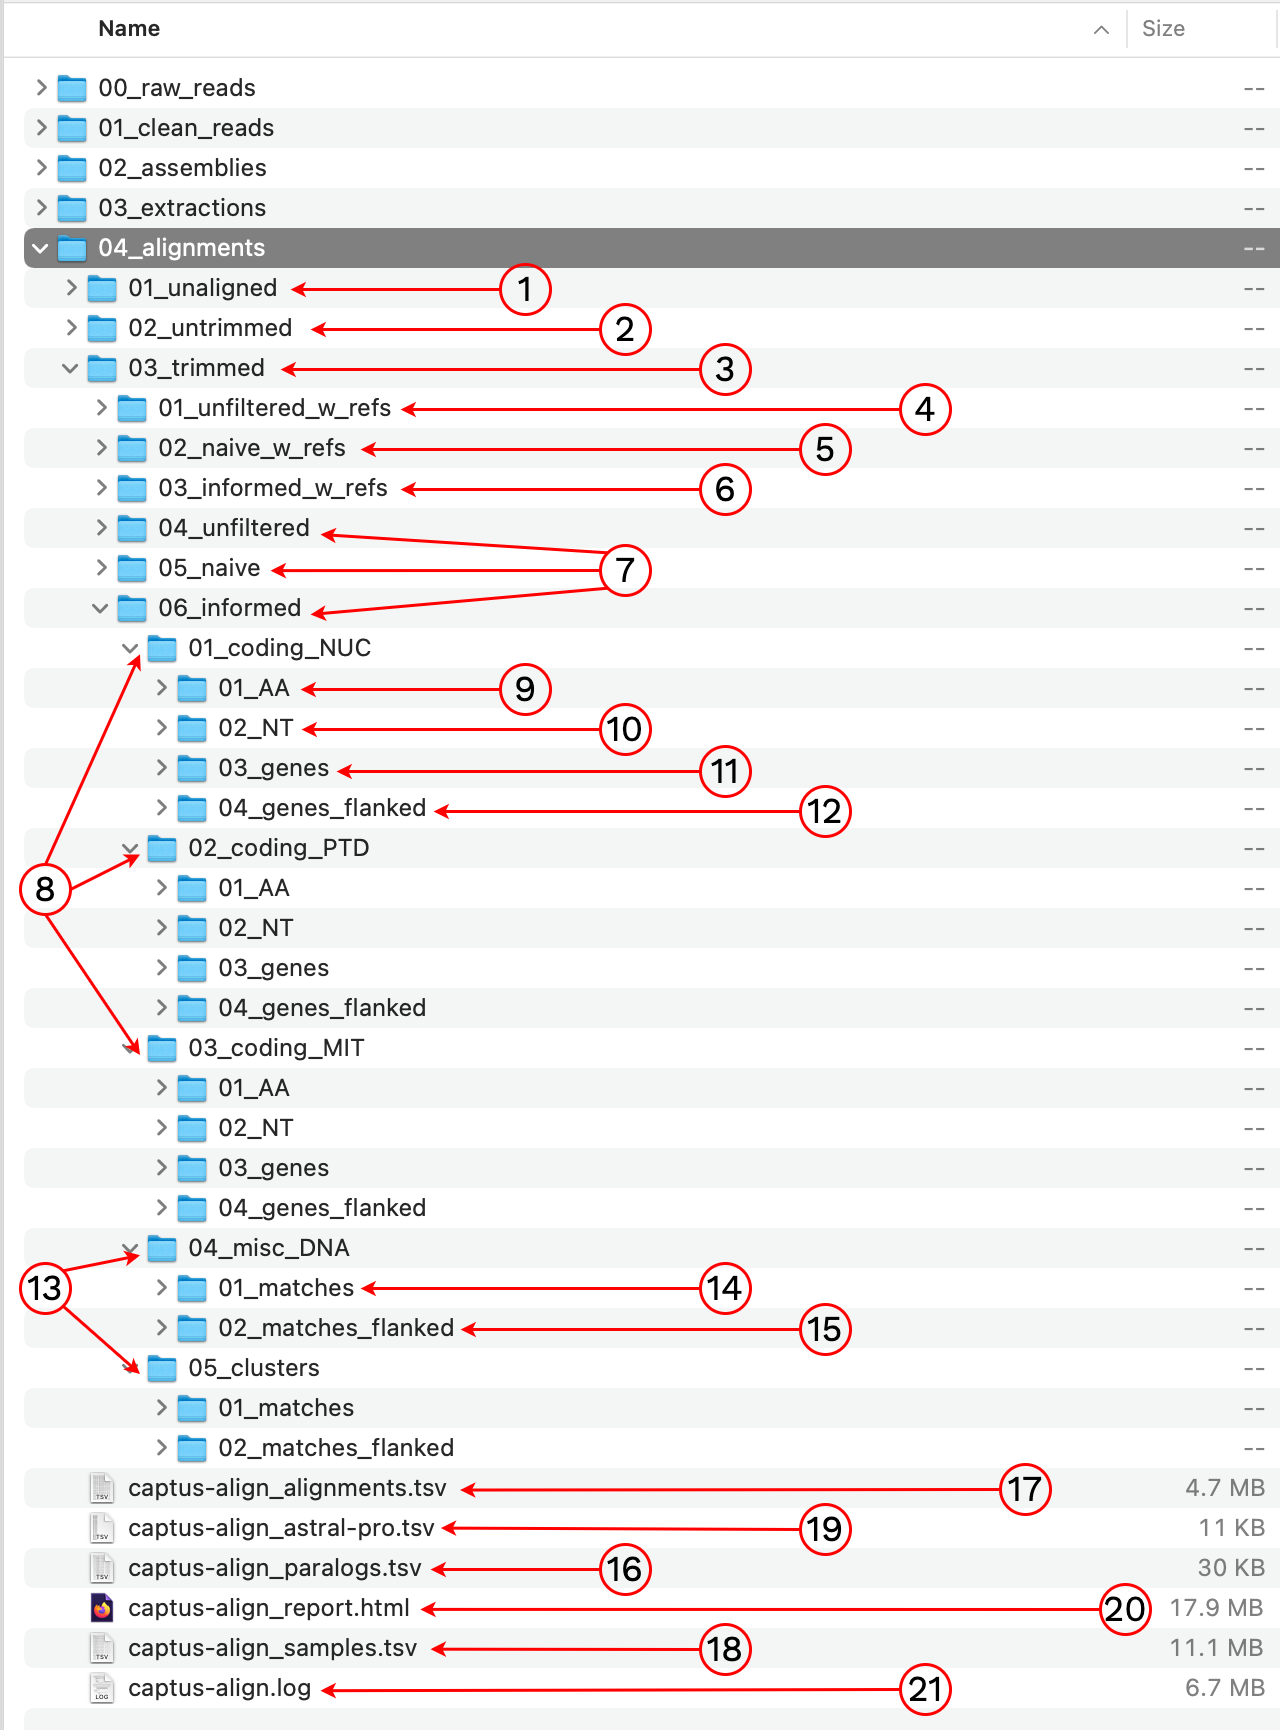 Name Size
00_raw_reads --
01_clean_reads --
02_assemblies --
03_extractions --
04_alignments --
01_unaligned 1 --
02_untrimmed 2 --
03_trimmed 3 --
01_unfiltered_w_refs 4 --
02_naive_w_refs 5 --
03_informed_w_refs 6 --
04_unfiltered --
05_naive 7 --
06_informed --
01_coding_NUC --
01_AA 9 --
02_NT 10 --
03_genes 11 --
04_genes_flanked 12 --
02_coding_PTD --
8 01_AA --
02_NT --
03_genes --
04_genes_flanked --
03_coding_MIT --
01_AA --
02_NT --
03_genes --
04_genes_flanked --
04_misc_DNA --
13 01_matches 14 --
02_matches_flanked 15 --
05_clusters --
01_matches --
02_matches_flanked --
TSV captus-align_alignments.tsv 17 4.7 MB
TSV captus-align_astral-pro.tsv 19 11 KB
TSV captus-align_paralogs.tsv 16 30 KB
captus-align_report.html 20 17.9 MB
TSV captus-align_samples.tsv 18 11.1 MB
LOG captus-align.log 21 6.7 MB